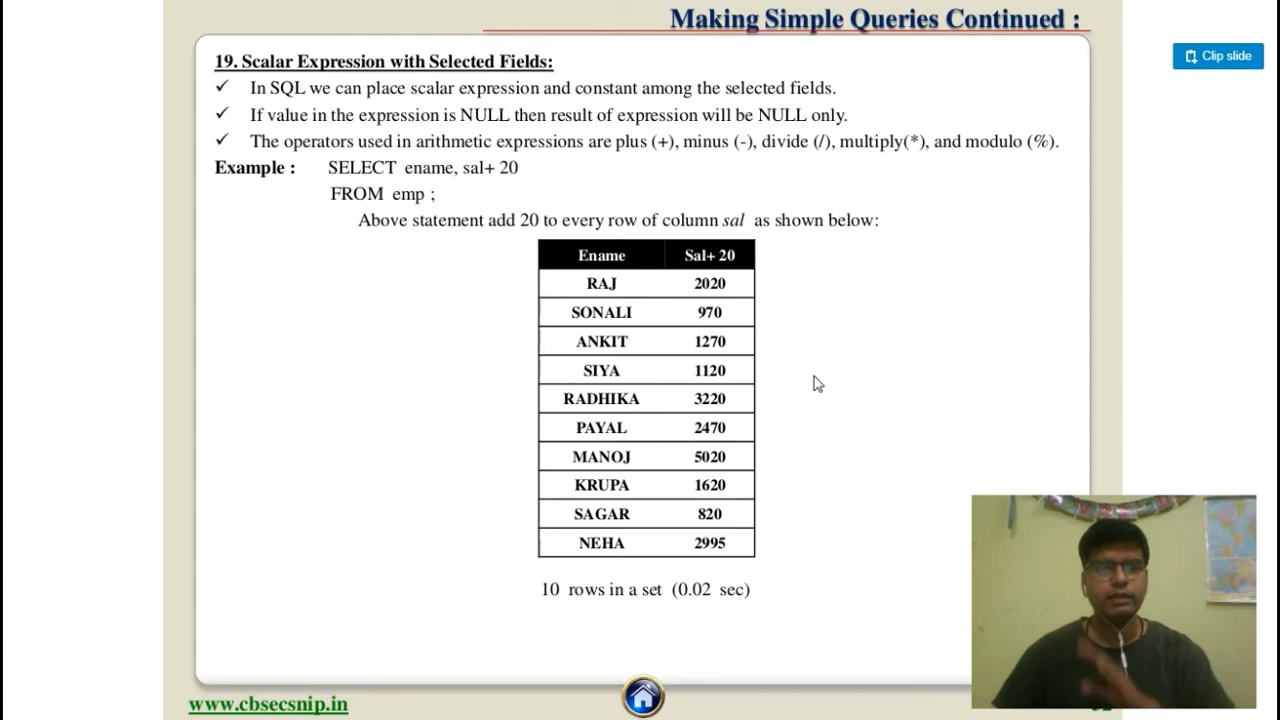 Making Simple Queries Continued :
Clip slide
19. Scalar Expression with Selected Fields:
✓ In SQL we can place scalar expression and constant among the selected fields.
✓ If value in the expression is NULL then result of expression will be NULL only.
✓ The operators used in arithmetic expressions are plus (+), minus (-), divide (/), multiply(*), and modulo (%).
Example : SELECT ename, sal+ 20
FROM emp ;
Above statement add 20 to every row of column sal as shown below:
Ename Sal+ 20
RAJ 2020
SONALI 970
ANKIT 1270
SIYA 1120
RADHIKA 3220
PAYAL 2470
MANOJ 5020
KRUPA 1620
SAGAR 820
NEHA 2995
10 rows in a set (0.02 sec)
www.cbsecsnip.in